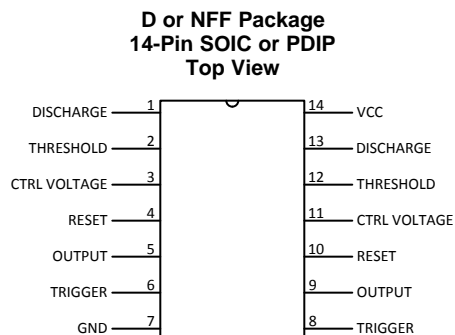 D or NFF Package
14-Pin SOIC or PDIP
Top View
DISCHARGE 1 14 VCC
THRESHOLD 2 13 DISCHARGE
CTRL VOLTAGE 3 12 THRESHOLD
RESET 4 11 CTRL VOLTAGE
OUTPUT 5 10 RESET
TRIGGER 6 9 OUTPUT
GND 7 8 TRIGGER